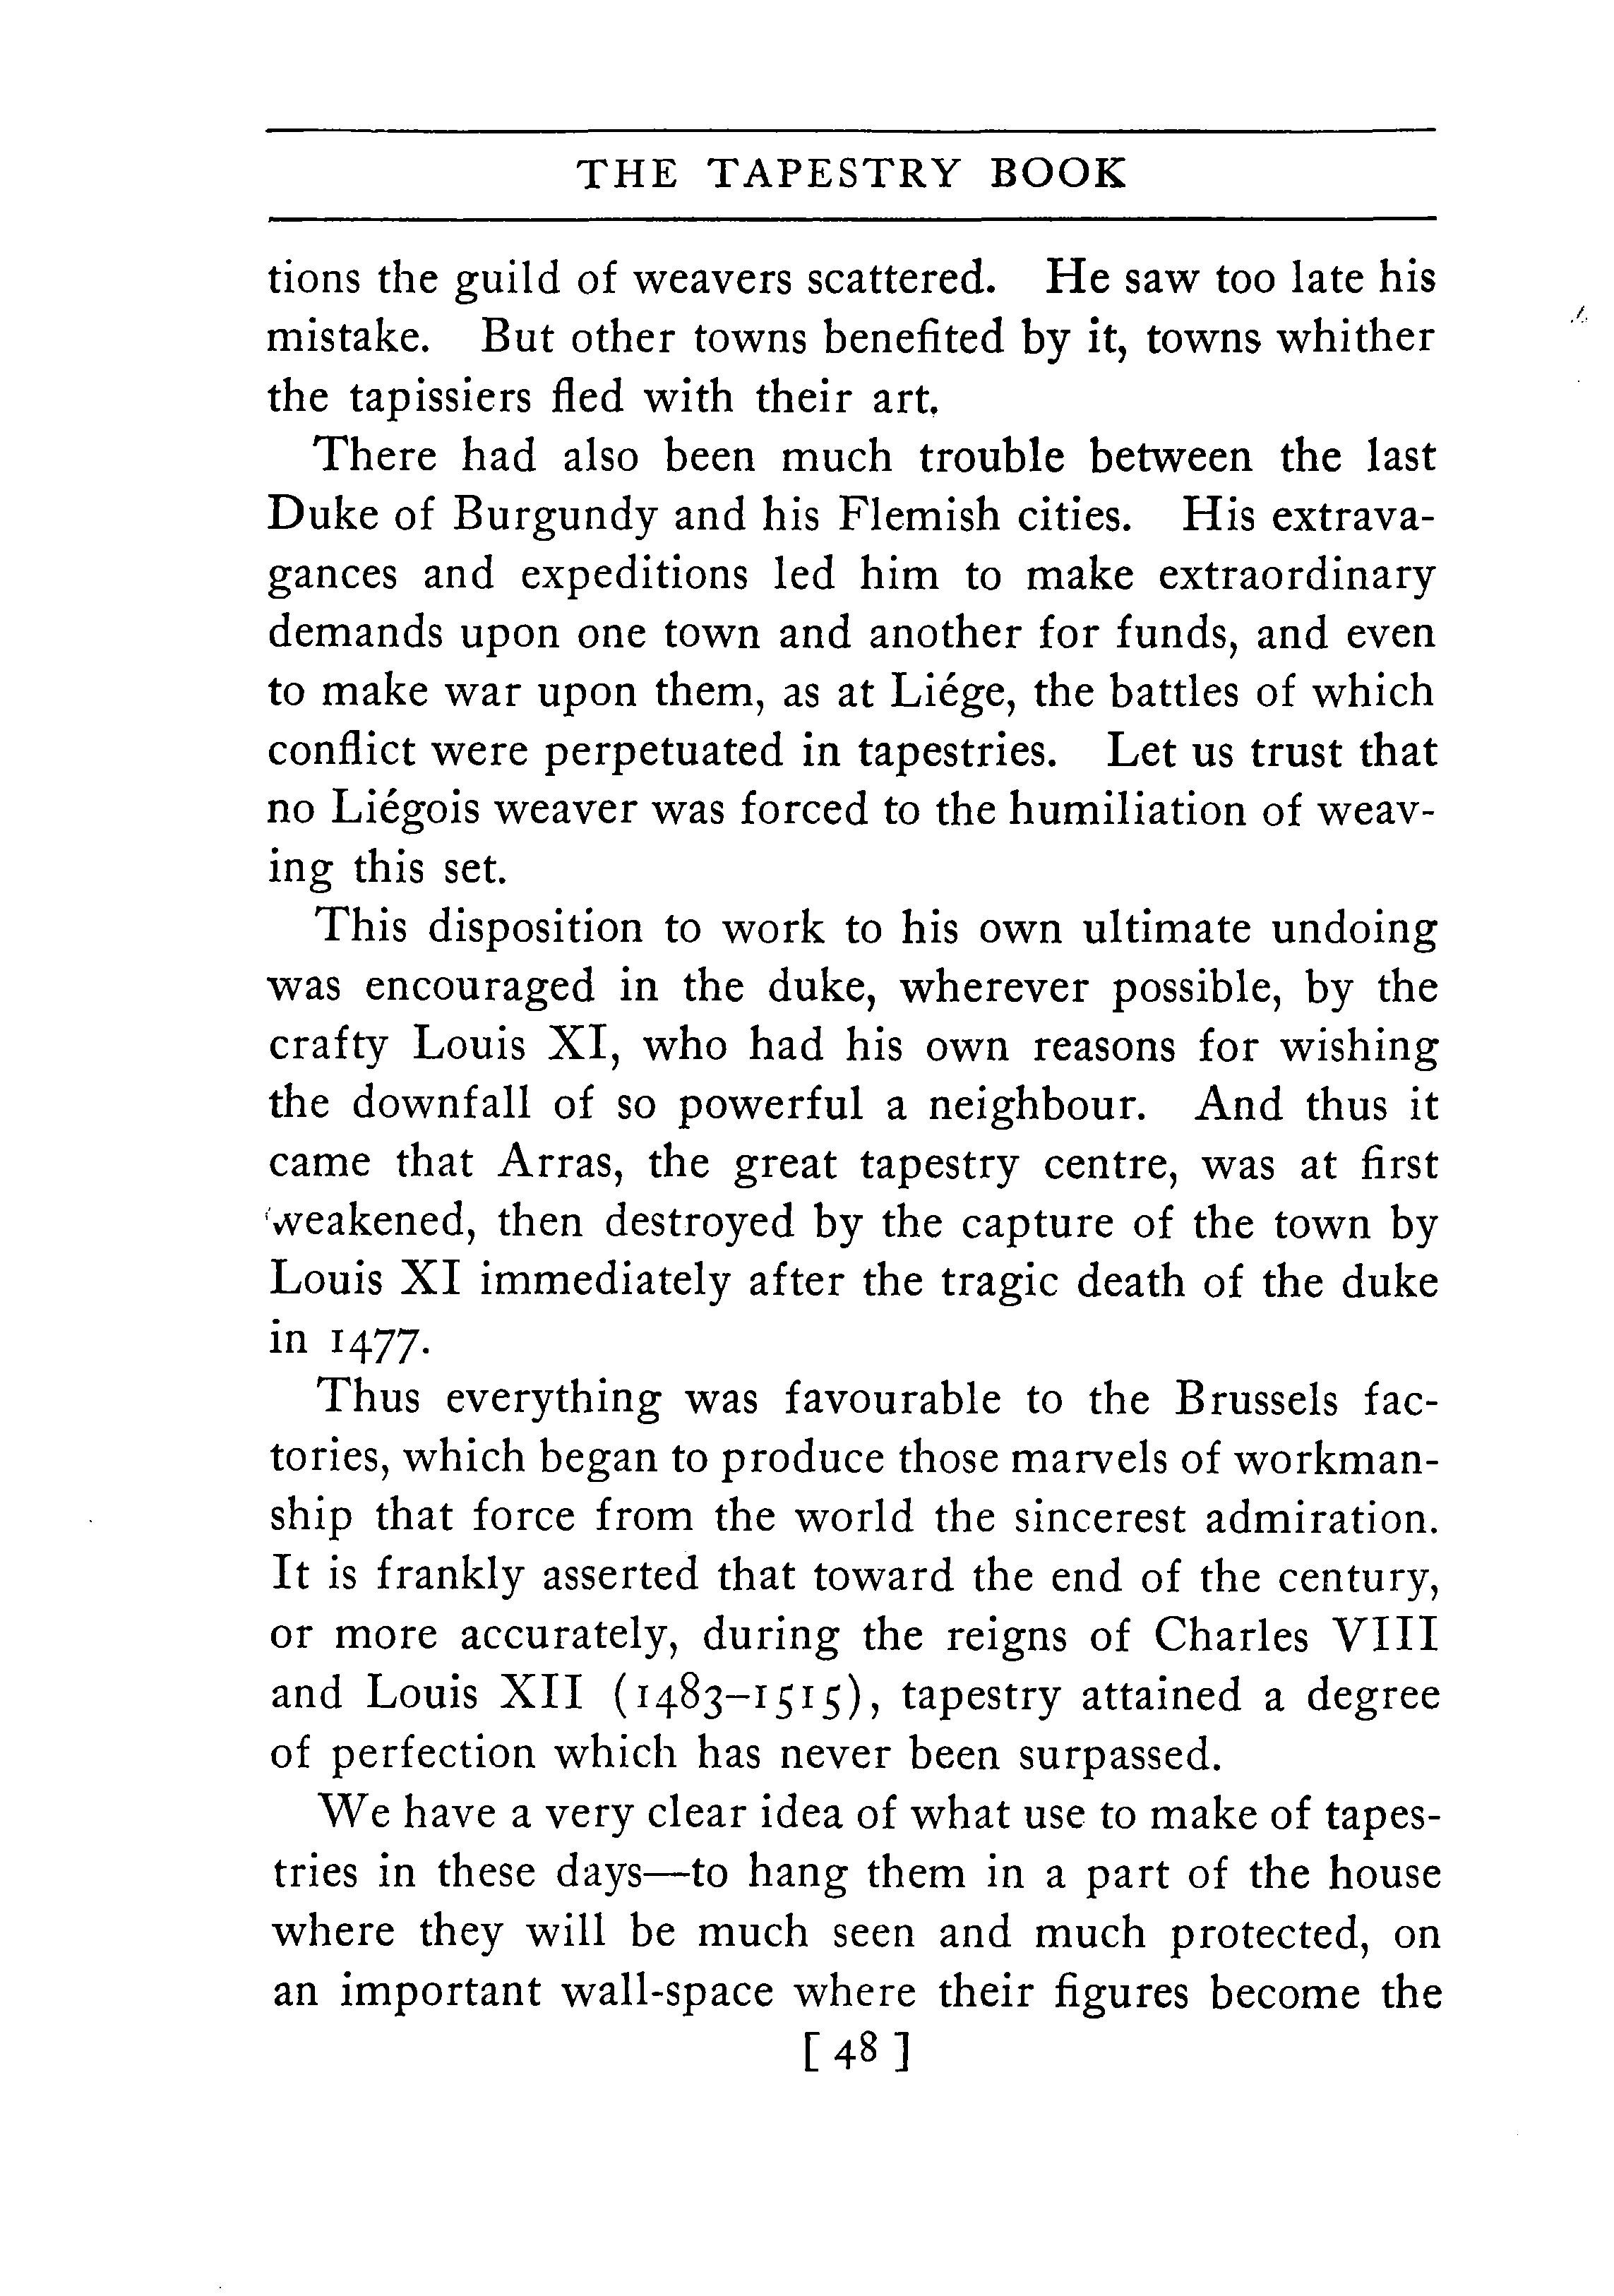 THE TAPESTRY BOOK
tions the guild of weavers scattered. He saw too late his
mistake. But other towns benefited by it, towns whither
the tapissiers fled with their art.
There had also been much trouble between the last
Duke of Burgundy and his Flemish cities. His extrava-
gances and expeditions led him to make extraordinary
demands upon one town and another for funds, and even
to make war upon them, as at Liége, the battles of which
conflict were perpetuated in tapestries. Let us trust that
no Liégois weaver was forced to the humiliation of weav-
ing this set.
This disposition to work to his own ultimate undoing
was encouraged in the duke, wherever possible, by the
crafty Louis XI, who had his own reasons for wishing
the downfall of so powerful a neighbour. And thus it
came that Arras, the great tapestry centre, was at first
weakened, then destroyed by the capture of the town by
Louis XI immediately after the tragic death of the duke
in 1477.
Thus everything was favourable to the Brussels fac-
tories, which began to produce those marvels of workman-
ship that force from the world the sincerest admiration.
It is frankly asserted that toward the end of the century,
or more accurately, during the reigns of Charles VIII
and Louis XII (1483–1515), tapestry attained a degree
of perfection which has never been surpassed.
We have a very clear idea of what use to make of tapes-
tries in these days—to hang them in a part of the house
where they will be much seen and much protected, on
an important wall-space where their figures become the
[ 48 ]